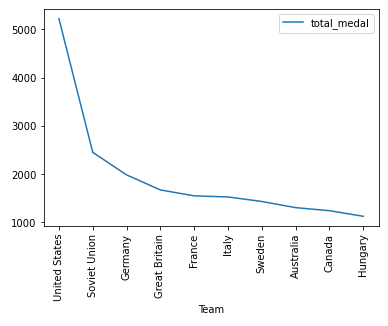 total_medal
5000
4000
3000
2000
1000
United States
Soviet Union
Germany
Great Britain
France
Italy
Sweden
Australia
Canada
Hungary
Team